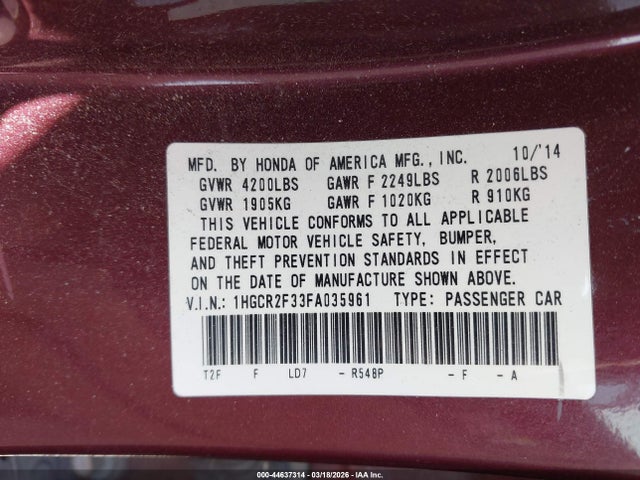 MFD. BY HONDA OF AMERICA MFG., INC. 10/'14
GVWR 4200LBS GAWR F 2249LBS R 2006LBS
GVWR 1905KG GAWR F 1020KG R 910KG
THIS VEHICLE CONFORMS TO ALL APPLICABLE
FEDERAL MOTOR VEHICLE SAFETY, BUMPER,
AND THEFT PREVENTION STANDARDS IN EFFECT
ON THE DATE OF MANUFACTURE SHOWN ABOVE.
V.I.N.: 1HGCR2F33FA035961 TYPE: PASSENGER CAR
T2F F LD7 - R548P - F - A
000-44637314 - 03/18/2026 - IAA Inc.